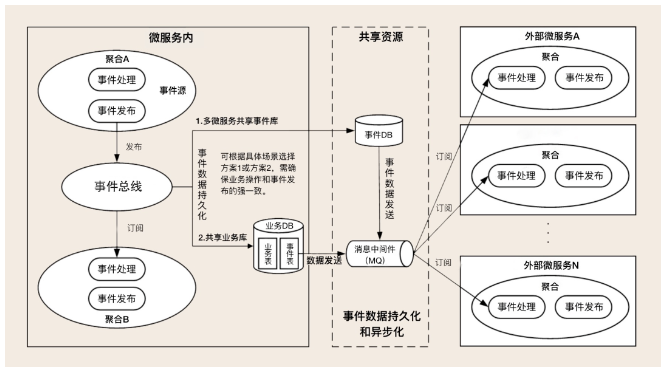 微服务内
聚合A
事件处理
事件源
事件发布
发布
事件总线
订阅
事件处理
事件发布
聚合B
事件数据持久化
1.多微服务共享事件库
可根据具体场景选择
方案1或方案2，需确
保业务操作和事件发
布的强一致。
2.共享业务库
业务DB
业务表
事件表
数据发送
共享资源
事件DB
事件数据发送
消息中间件
（MQ）
事件数据持久化
和异步化
订阅
订阅
订阅
外部微服务A
聚合
事件处理
事件发布
聚合
事件处理
事件发布
外部微服务N
聚合
事件处理
事件发布